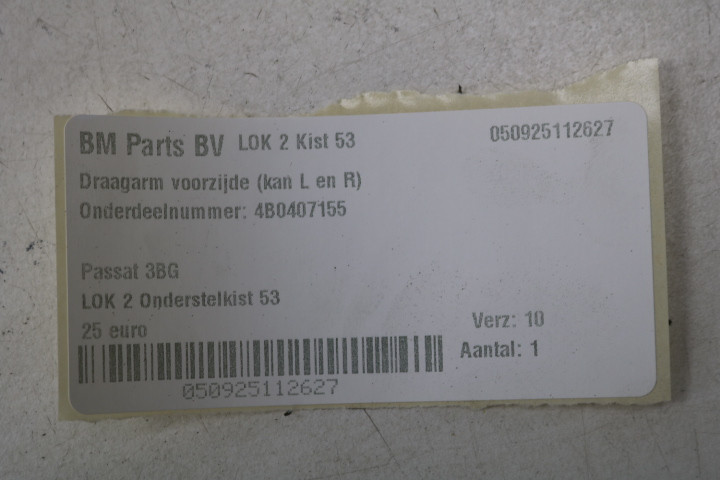 BM Parts BV LOK 2 Kist 53 050925112627
Draagarm voorzijde (kan L en R)
Onderdeelnummer: 4B0407155
Passat 3BG
LOK 2 Onderstelkist 53
25 euro Verz: 10
Aantal: 1
050925112627